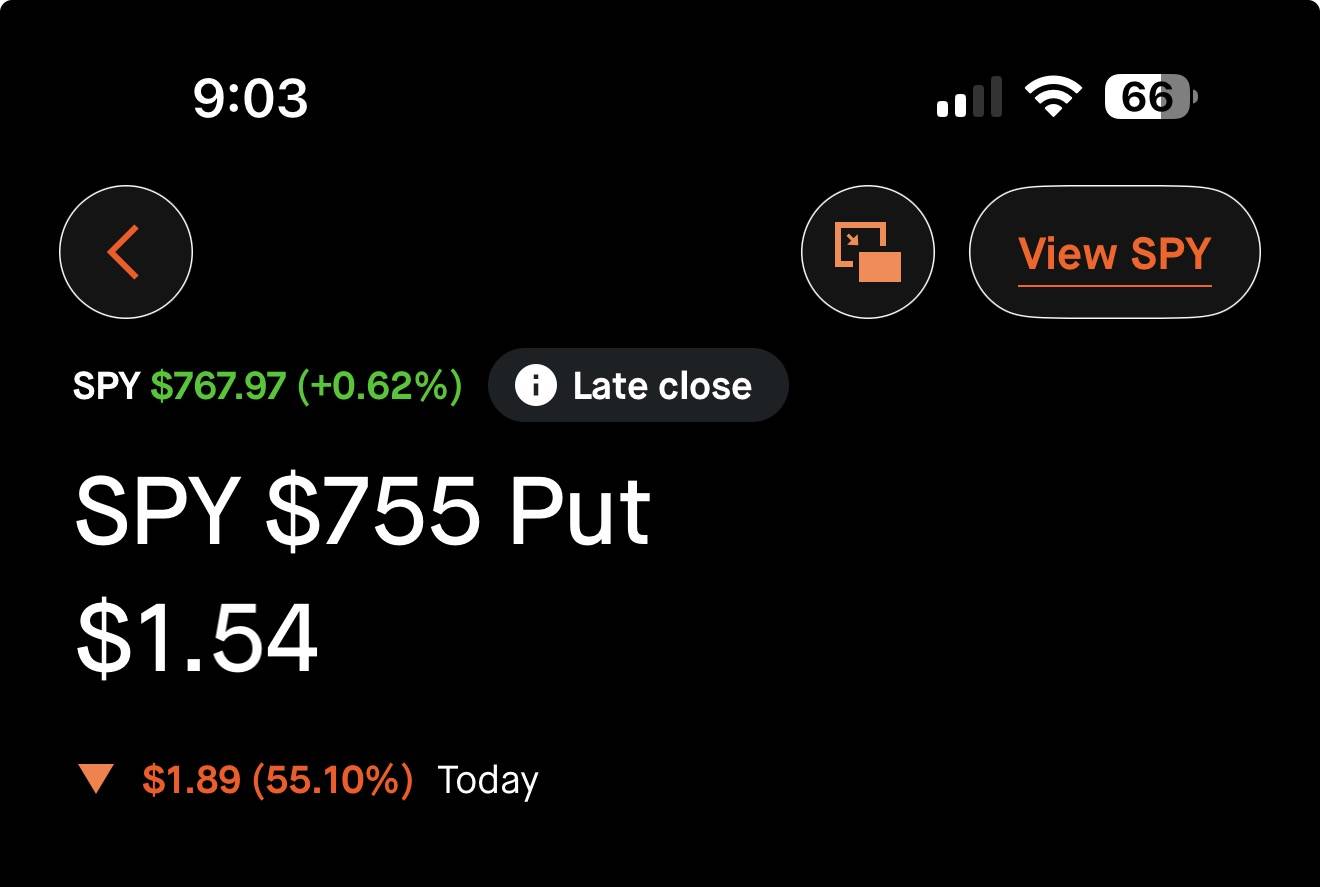 9:03
66
View SPY
SPY $767.97 (+0.62%) Late close
SPY $755 Put
$1.54
$1.89 (55.10%) Today